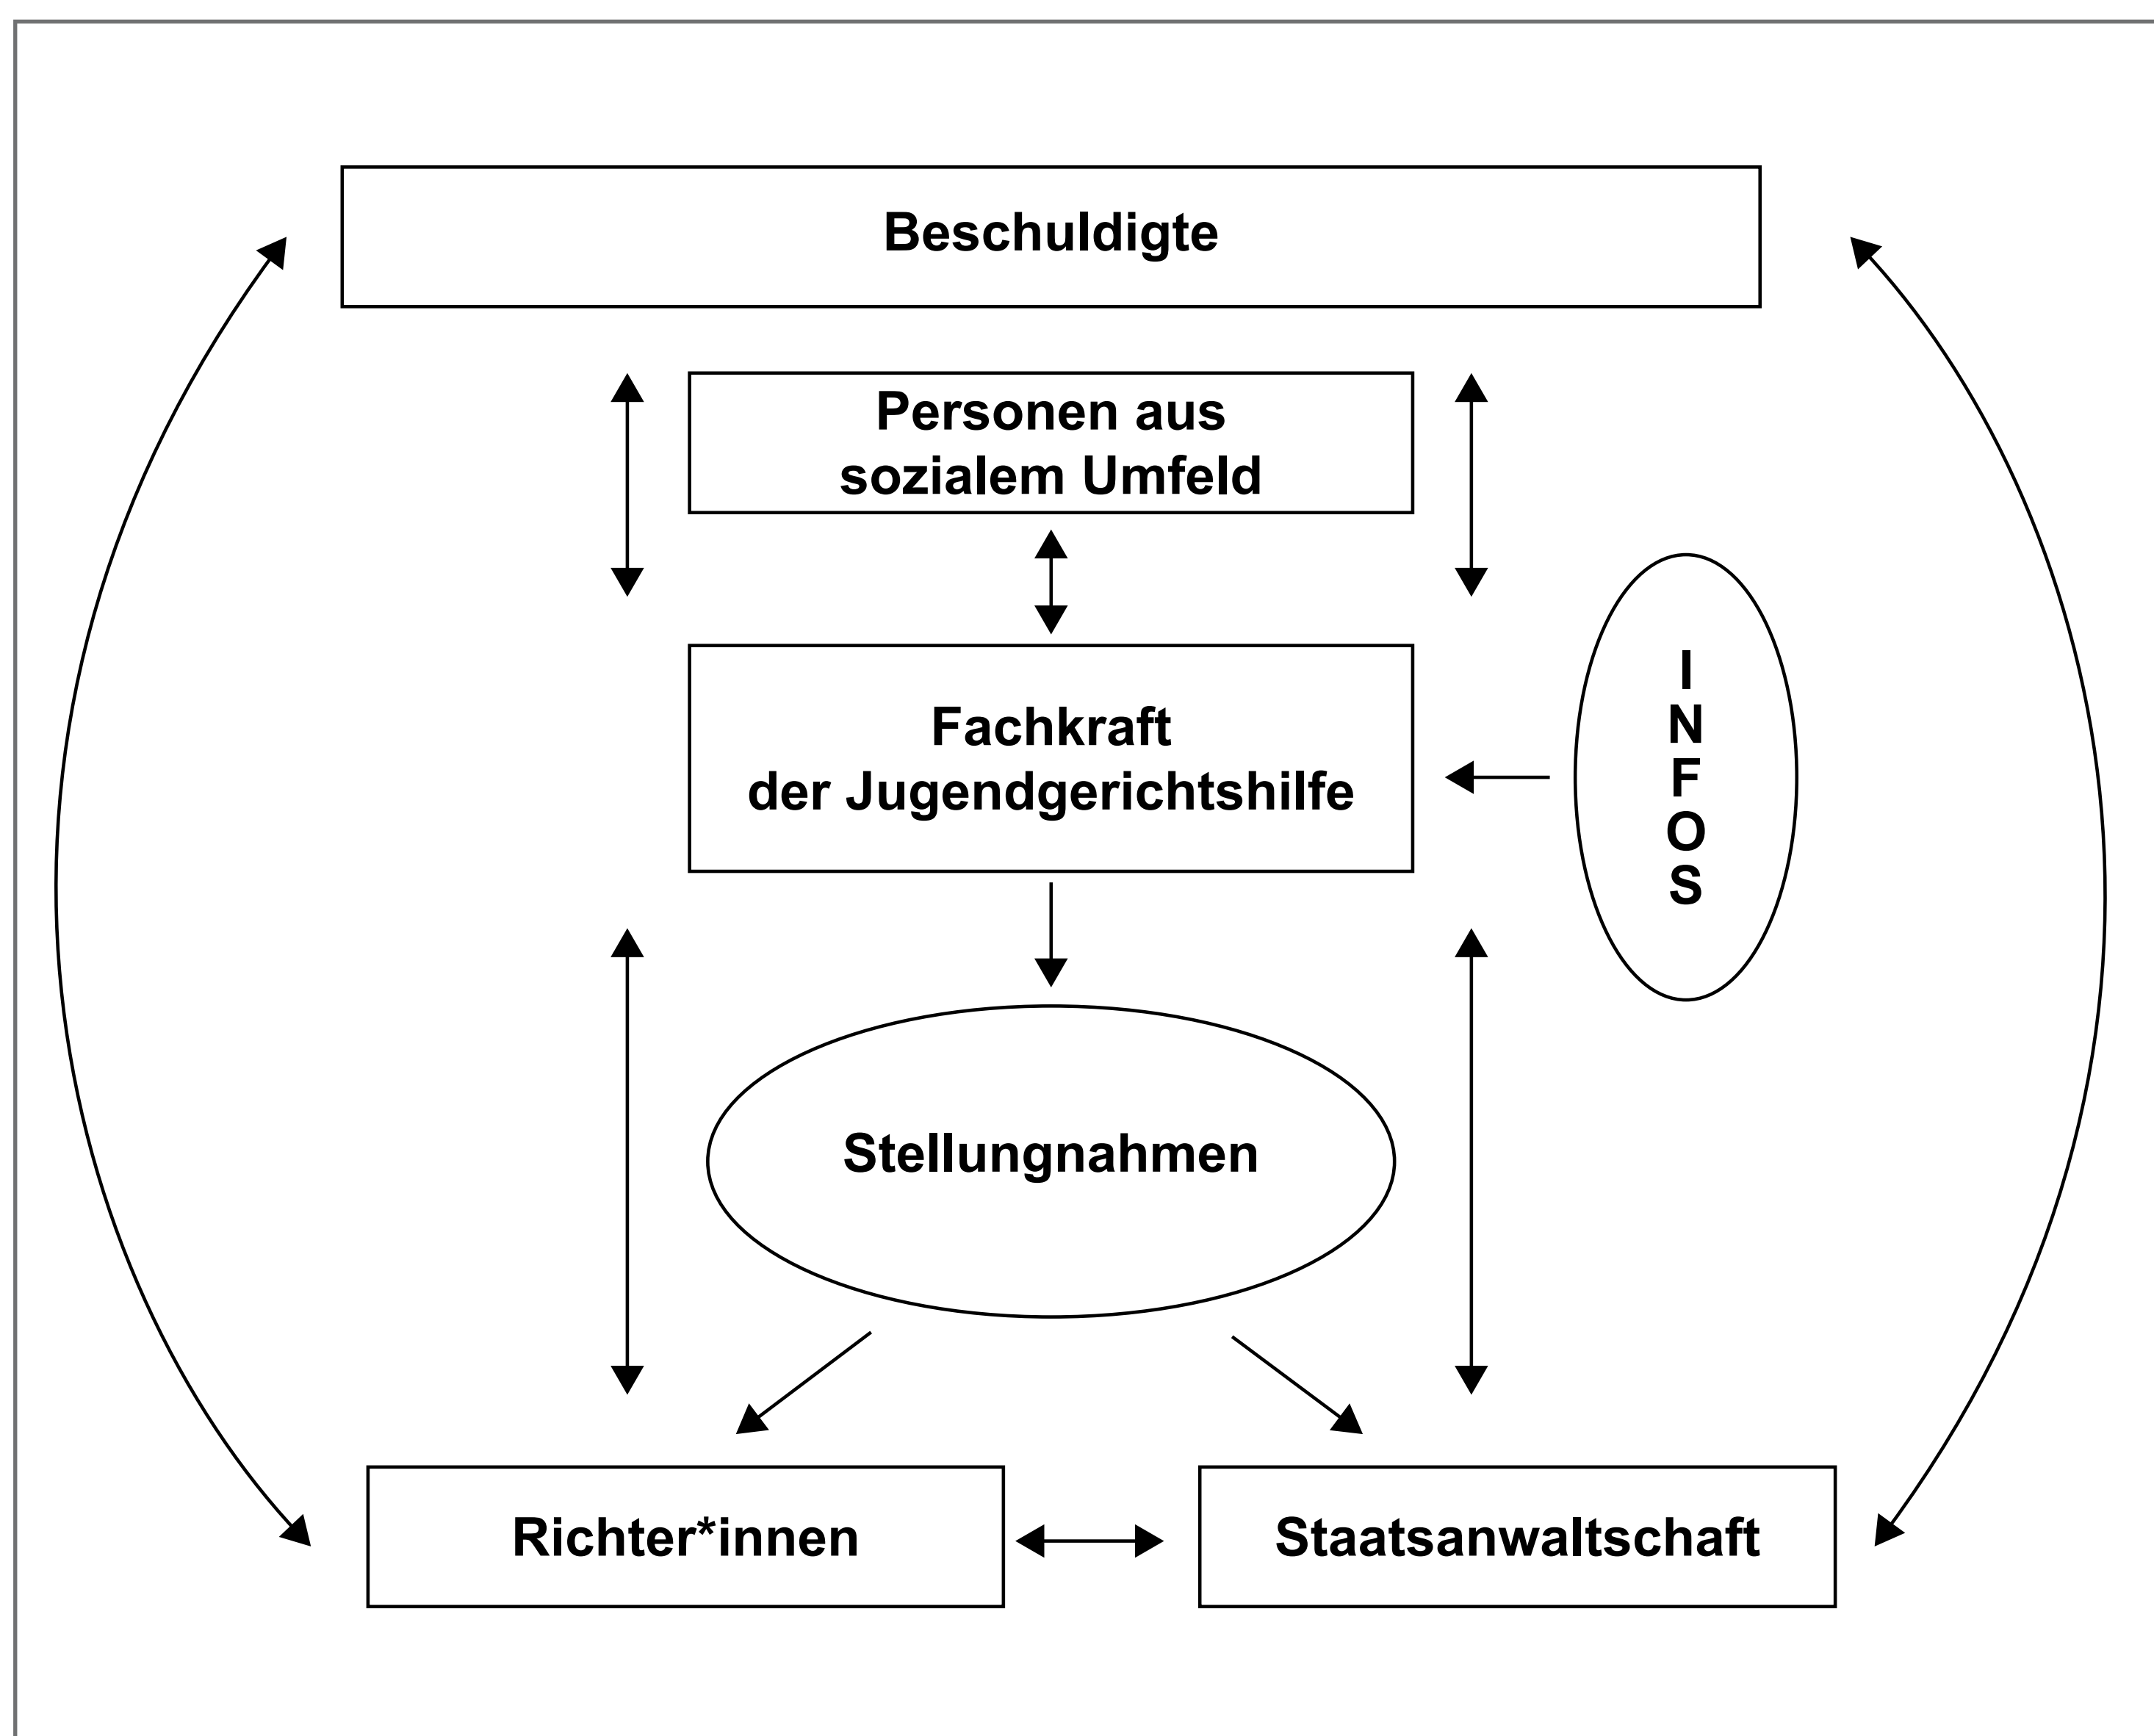 Beschuldigte
Personen aus
sozialem Umfeld
Fachkraft
der Jugendgerichtshilfe
I
N
F
O
S
Stellungnahmen
Richter*innen
Staatsanwaltschaft